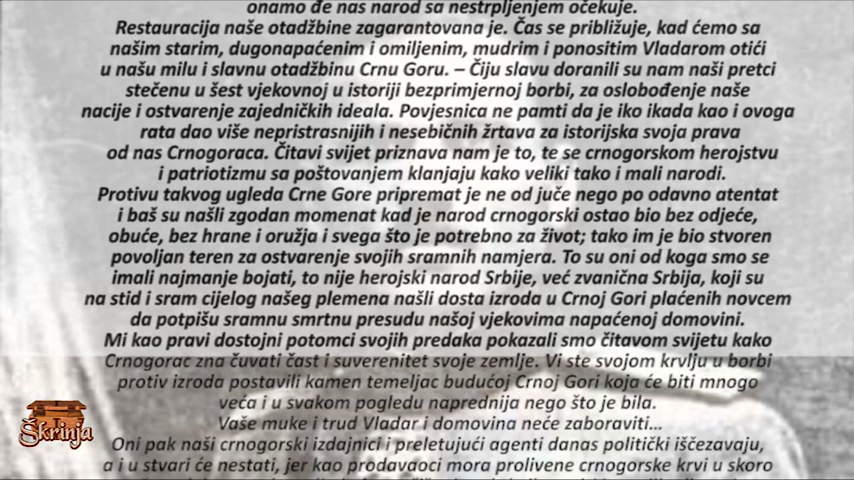 onamo đe nas narod sa nestrpljenjem očekuje.
Restauracija naše otadžbine zagarantovana je. Čas se približuje, kad ćemo sa
našim starim, dugonapaćenim i omiljenim, mudrim i ponositim Vladarom otići
u našu milu i slavnu otadžbinu Crnu Goru. – Čiju slavu doranili su nam naši pretci
stečenu u šest vjekovnoj u istoriji bezprimjernoj borbi, za oslobođenje naše
nacije i ostvarenje zajedničkih ideala. Povjesnica ne pamti da je iko ikada kao i ovoga
rata dao više nepristrasnijih i nesebičnih žrtava za istorijska svoja prava
od nas Crnogoraca. Čitavi svijet priznava nam je to, te se crnogorskom herojstvu
i patriotizmu sa poštovanjem klanjaju kako veliki tako i mali narodi.
Protivu takvog ugleda Crne Gore pripremat je ne od juče nego po odavno atentat
i baš su našli zgodan momenat kad je narod crnogorski ostao bio bez odjeće,
obuće, bez hrane i oružja i svega što je potrebno za život; tako im je bio stvoren
povoljan teren za ostvarenje svojih sramnih namjera. To su oni od koga smo se
imali najmanje bojati, to nije herojski narod Srbije, već zvanična Srbija, koji su
na stid i sram cijelog našeg plemena našli dosta izroda u Crnoj Gori plaćenih novcem
da potpišu sramnu smrtnu presudu našoj vjekovima napaćenoj domovini.
Mi kao pravi dostojni potomci svojih predaka pokazali smo čitavom svijetu kako
Crnogorac zna čuvati čast i suverenitet svoje zemlje. Vi ste svojom krvlju u borbi
protiv izroda postavili kamen temeljac budućoj Crnoj Gori koja će biti mnogo
veća i u svakom pogledu naprednija nego što je bila.
Vaše muke i trud Vladar i domovina neće zaboraviti...
Oni pak naši crnogorski izdajnici i preletujući agenti danas politički iščezavaju,
a i u stvari će nestati, jer kao prodavaoci mora prolivene crnogorske krvi u skoro
Škrinja